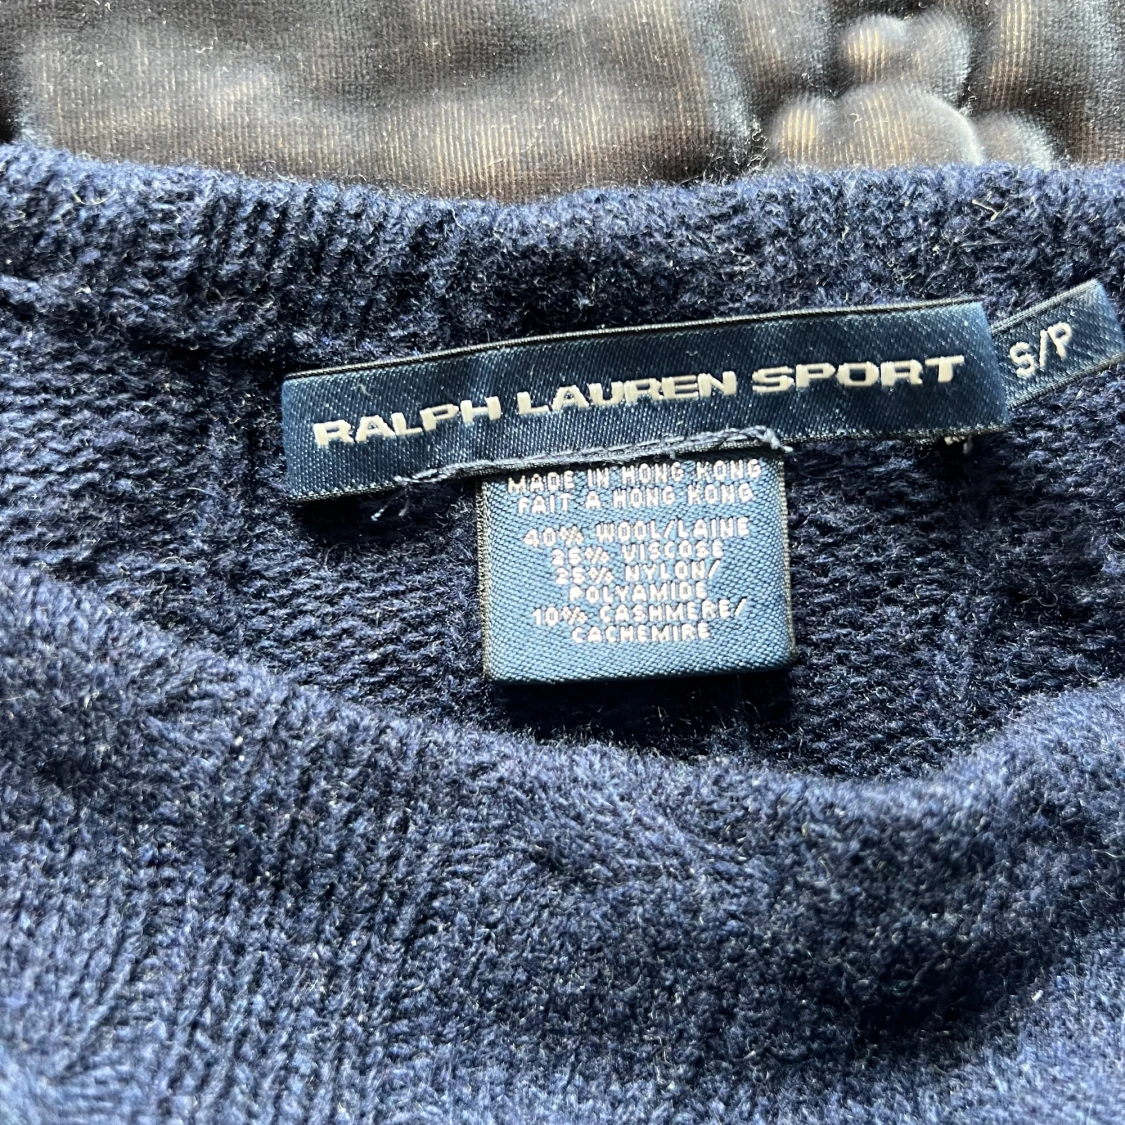 RALPH LAUREN SPORT
S/P
MADE IN HONG KONG
FAIT A HONG KONG
40% WOOL/LAINE
25% VISCOSE
25% NYLON/
POLYAMIDE
10% CASHMERE/
CACHEMIRE